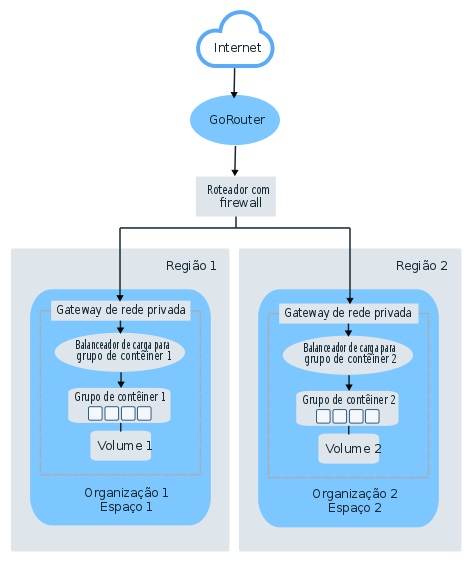 Internet
GoRouter
Roteador com
firewall
Região 1
Gateway de rede privada
Balanceador de carga para
grupo de contêiner 1
Grupo de contêiner 1
Volume 1
Organização 1
Espaço 1
Região 2
Gateway de rede privada
Balanceador de carga para
grupo de contêiner 2
Grupo de contêiner 2
Volume 2
Organização 2
Espaço 2